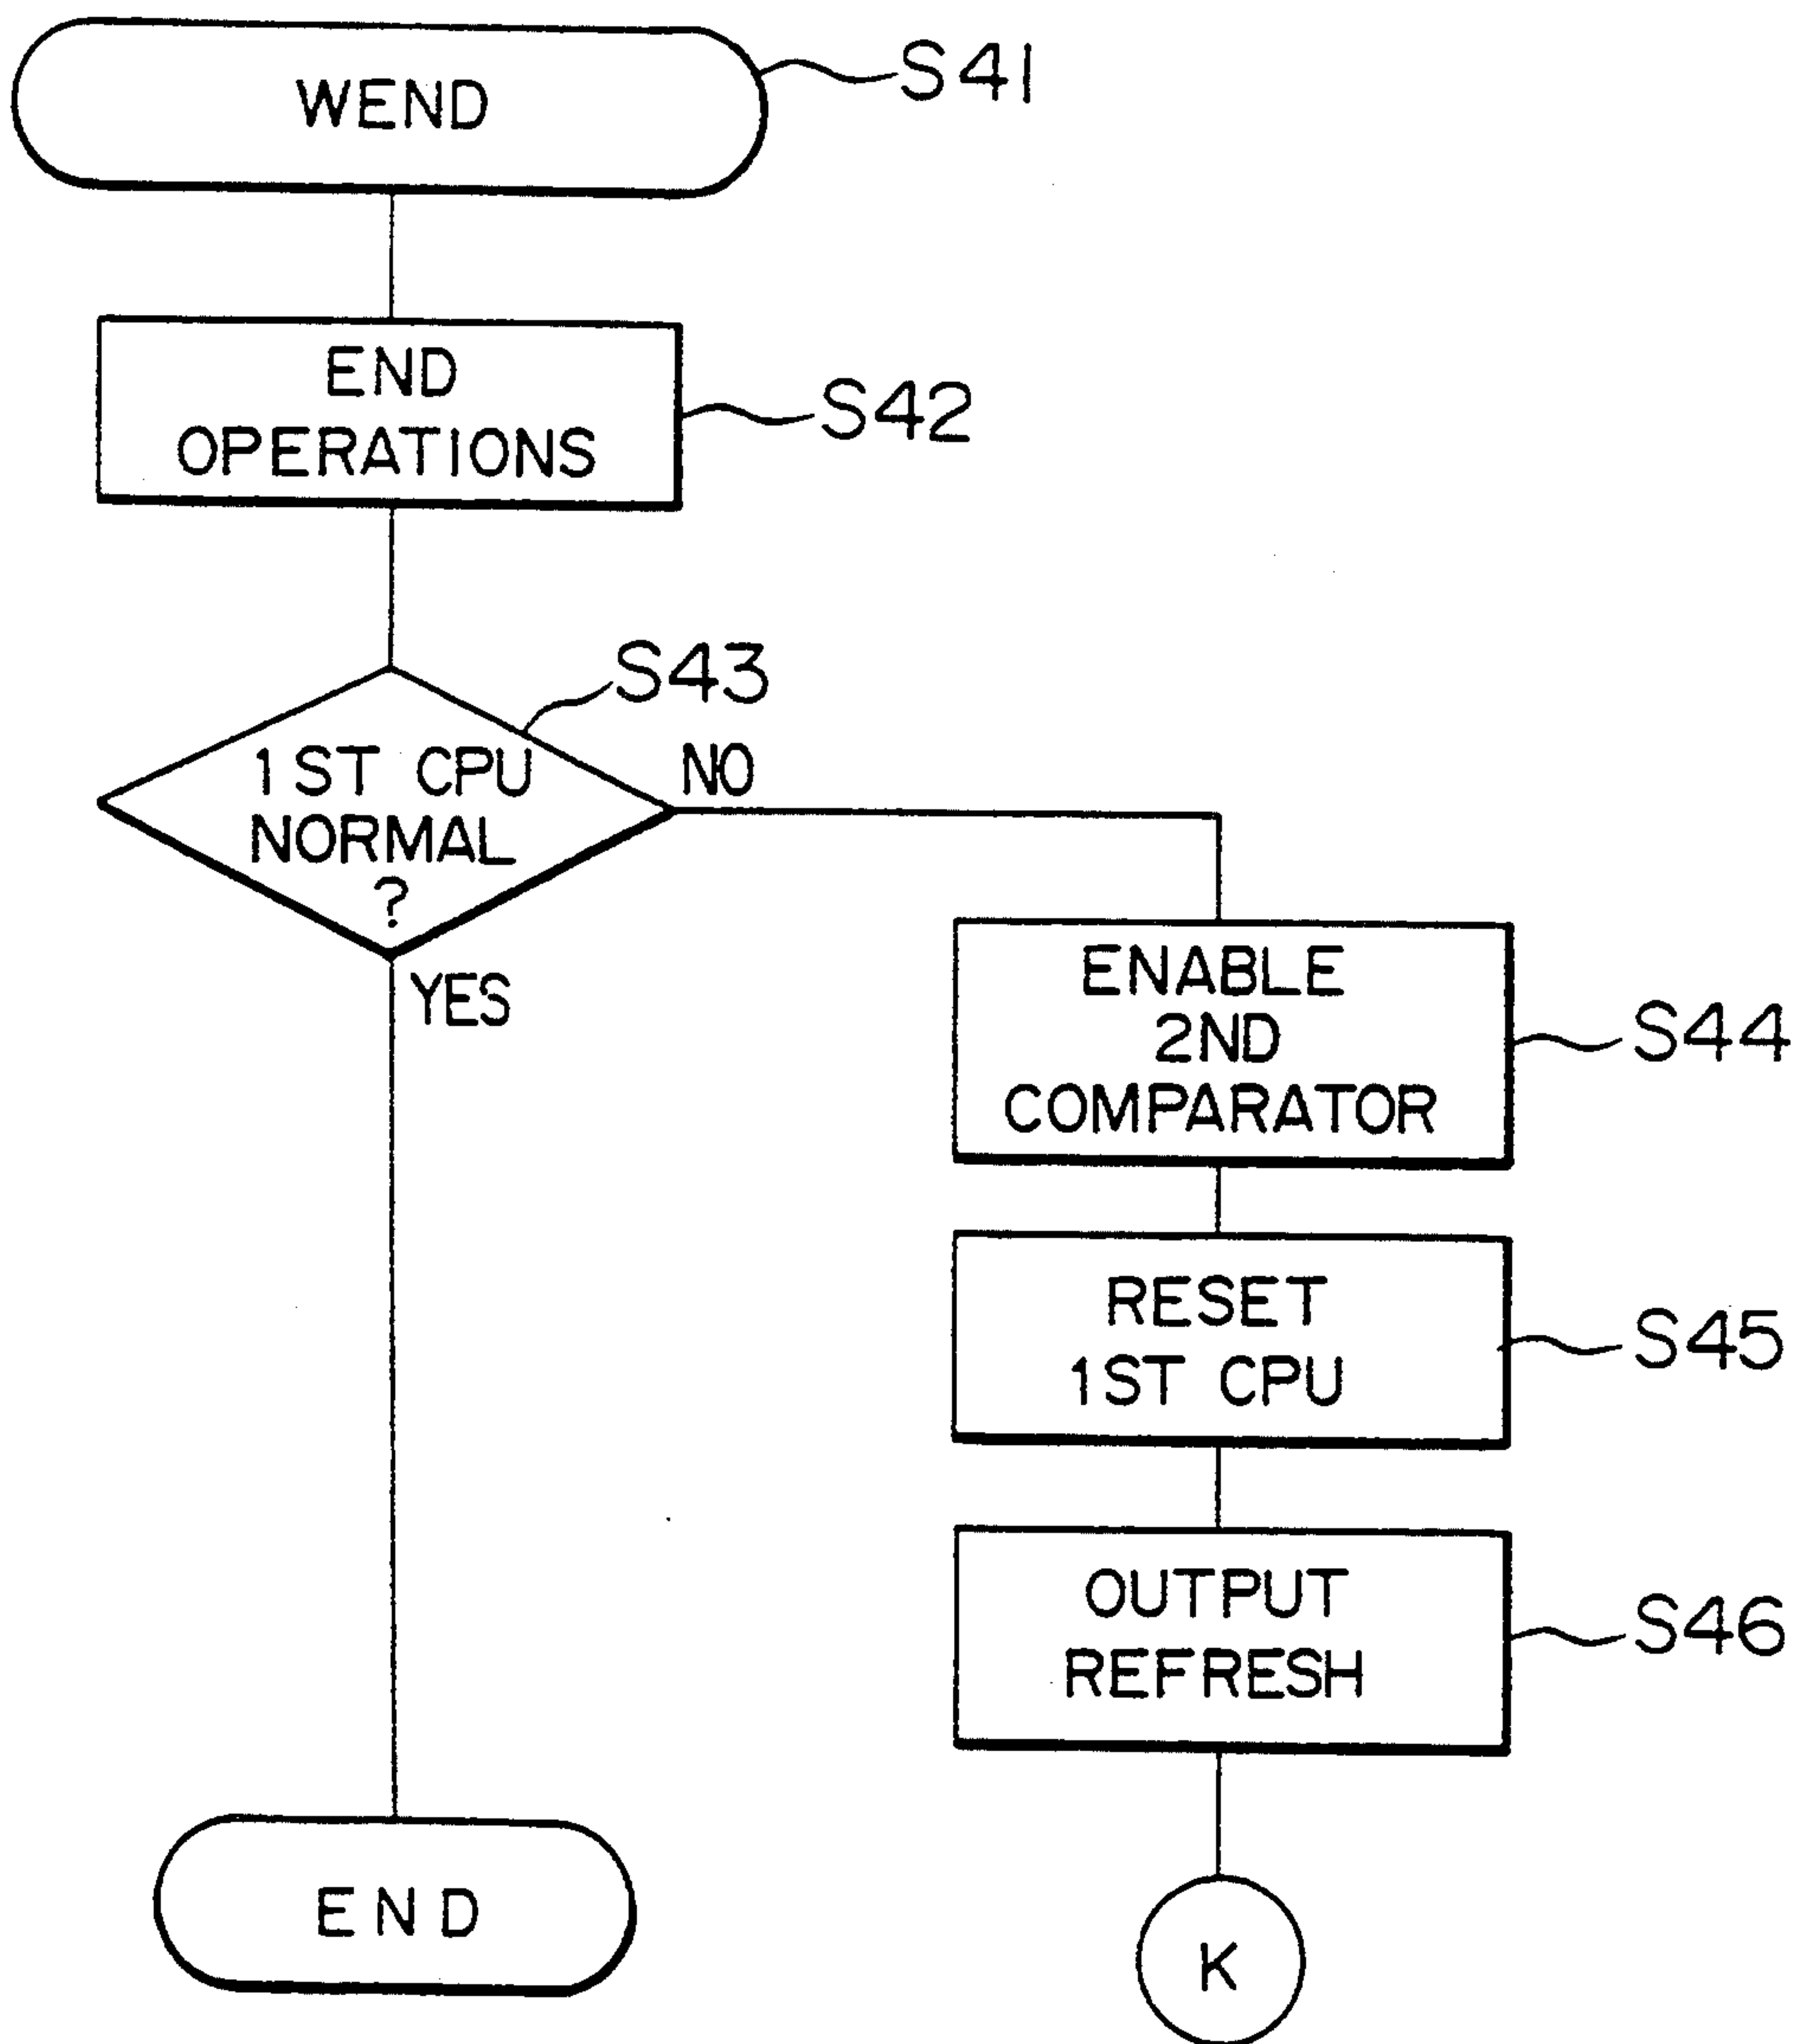 WEND
S41
END
OPERATIONS
S42
S43
1ST CPU
NORMAL
?
NO
YES
ENABLE
2ND
COMPARATOR
S44
RESET
1ST CPU
S45
OUTPUT
REFRESH
S46
END
K